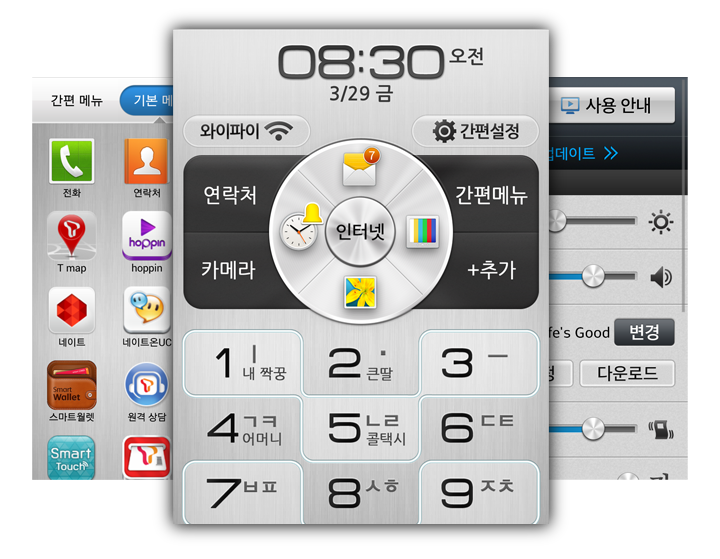 08:30 오전
3/29 금
와이파이
간편설정
연락처
7
간편메뉴
인터넷
카메라
+추가
1 ㅣ 내 짝꿍
2 · 큰딸
3 ㅡ
4 ㄱㅋ 어머니
5 ㄴㄹ 콜택시
6 ㄷㅌ
7 ㅂㅍ
8 ㅅㅎ
9 ㅈㅊ
간편 메뉴
기본 메
전화
연락처
T map
hoppin
hoppin
네이트
네이트온UC
Smart
Wallet
스마트월렛
원격 상담
Smart
Touch
사용 안내
데이트 >>
fe's Good
변경
정
다운로드